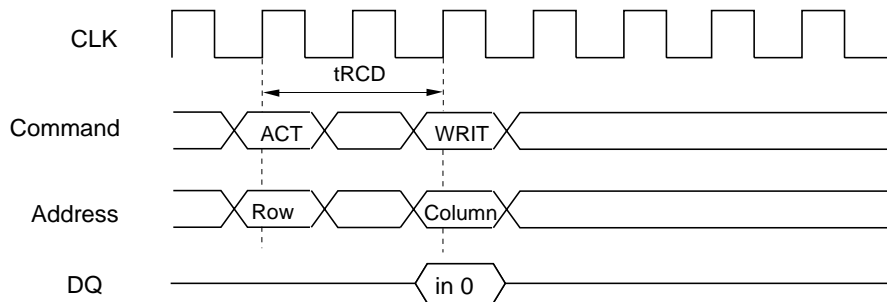 CLK
tRCD
Command ACT WRIT
Address Row Column
DQ in 0